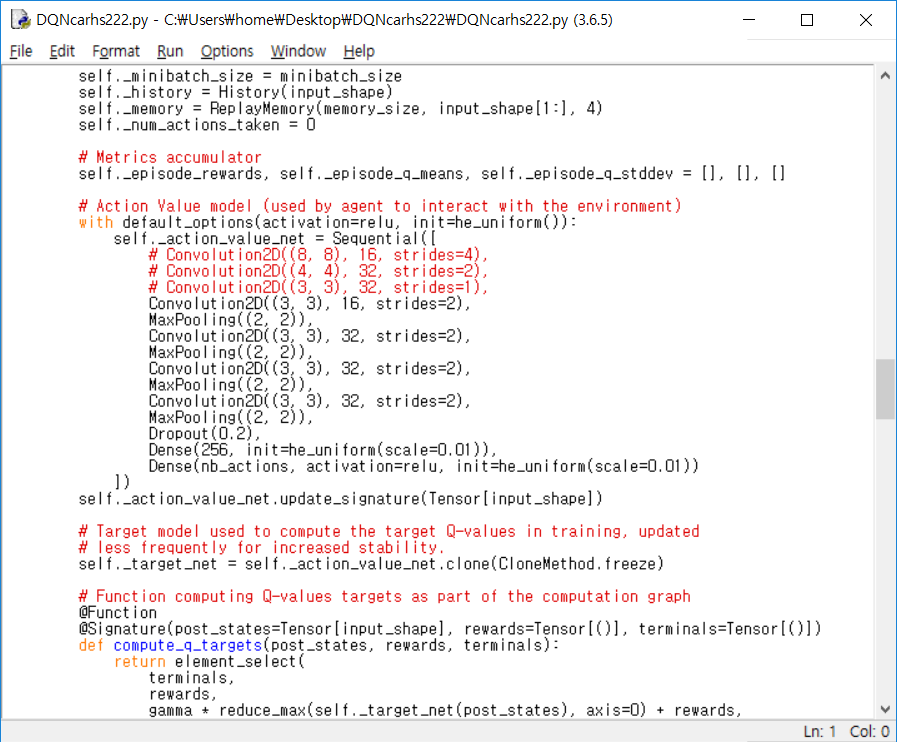 DQNcarhs222.py - C:\Users\home\Desktop\DQNcarhs222\DQNcarhs222.py (3.6.5)
File Edit Format Run Options Window Help
        self._minibatch_size = minibatch_size
        self._history = History(input_shape)
        self._memory = ReplayMemory(memory_size, input_shape[1:], 4)
        self._num_actions_taken = 0

        # Metrics accumulator
        self._episode_rewards, self._episode_q_means, self._episode_q_stddev = [], [], []

        # Action Value model (used by agent to interact with the environment)
        with default_options(activation=relu, init=he_uniform()):
            self._action_value_net = Sequential([
                # Convolution2D((8, 8), 16, strides=4),
                # Convolution2D((4, 4), 32, strides=2),
                # Convolution2D((3, 3), 32, strides=1),
                Convolution2D((3, 3), 16, strides=2),
                MaxPooling((2, 2)),
                Convolution2D((3, 3), 32, strides=2),
                MaxPooling((2, 2)),
                Convolution2D((3, 3), 32, strides=2),
                MaxPooling((2, 2)),
                Convolution2D((3, 3), 32, strides=2),
                MaxPooling((2, 2)),
                Dropout(0.2),
                Dense(256, init=he_uniform(scale=0.01)),
                Dense(nb_actions, activation=relu, init=he_uniform(scale=0.01))
            ])
        self._action_value_net.update_signature(Tensor[input_shape])

        # Target model used to compute the target Q-values in training, updated
        # less frequently for increased stability.
        self._target_net = self._action_value_net.clone(CloneMethod.freeze)

        # Function computing Q-values targets as part of the computation graph
        @Function
        @Signature(post_states=Tensor[input_shape], rewards=Tensor[()], terminals=Tensor[()])
        def compute_q_targets(post_states, rewards, terminals):
            return element_select(
                terminals,
                rewards,
                gamma * reduce_max(self._target_net(post_states), axis=0) + rewards,
Ln: 1 Col: 0